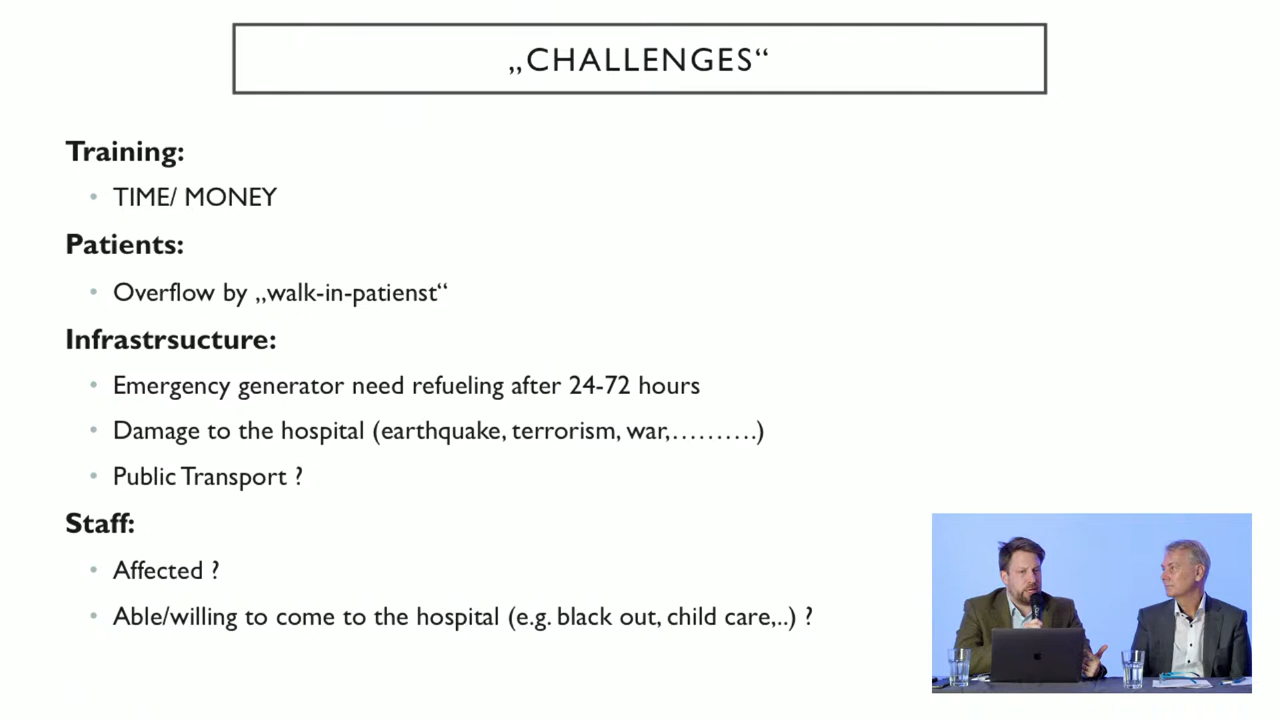 „CHALLENGES“
Training:
• TIME/ MONEY
Patients:
• Overflow by „walk-in-patienst“
Infrastrsucture:
• Emergency generator need refueling after 24-72 hours
• Damage to the hospital (earthquake, terrorism, war,……….)
• Public Transport ?
Staff:
• Affected ?
• Able/willing to come to the hospital (e.g. black out, child care,..) ?